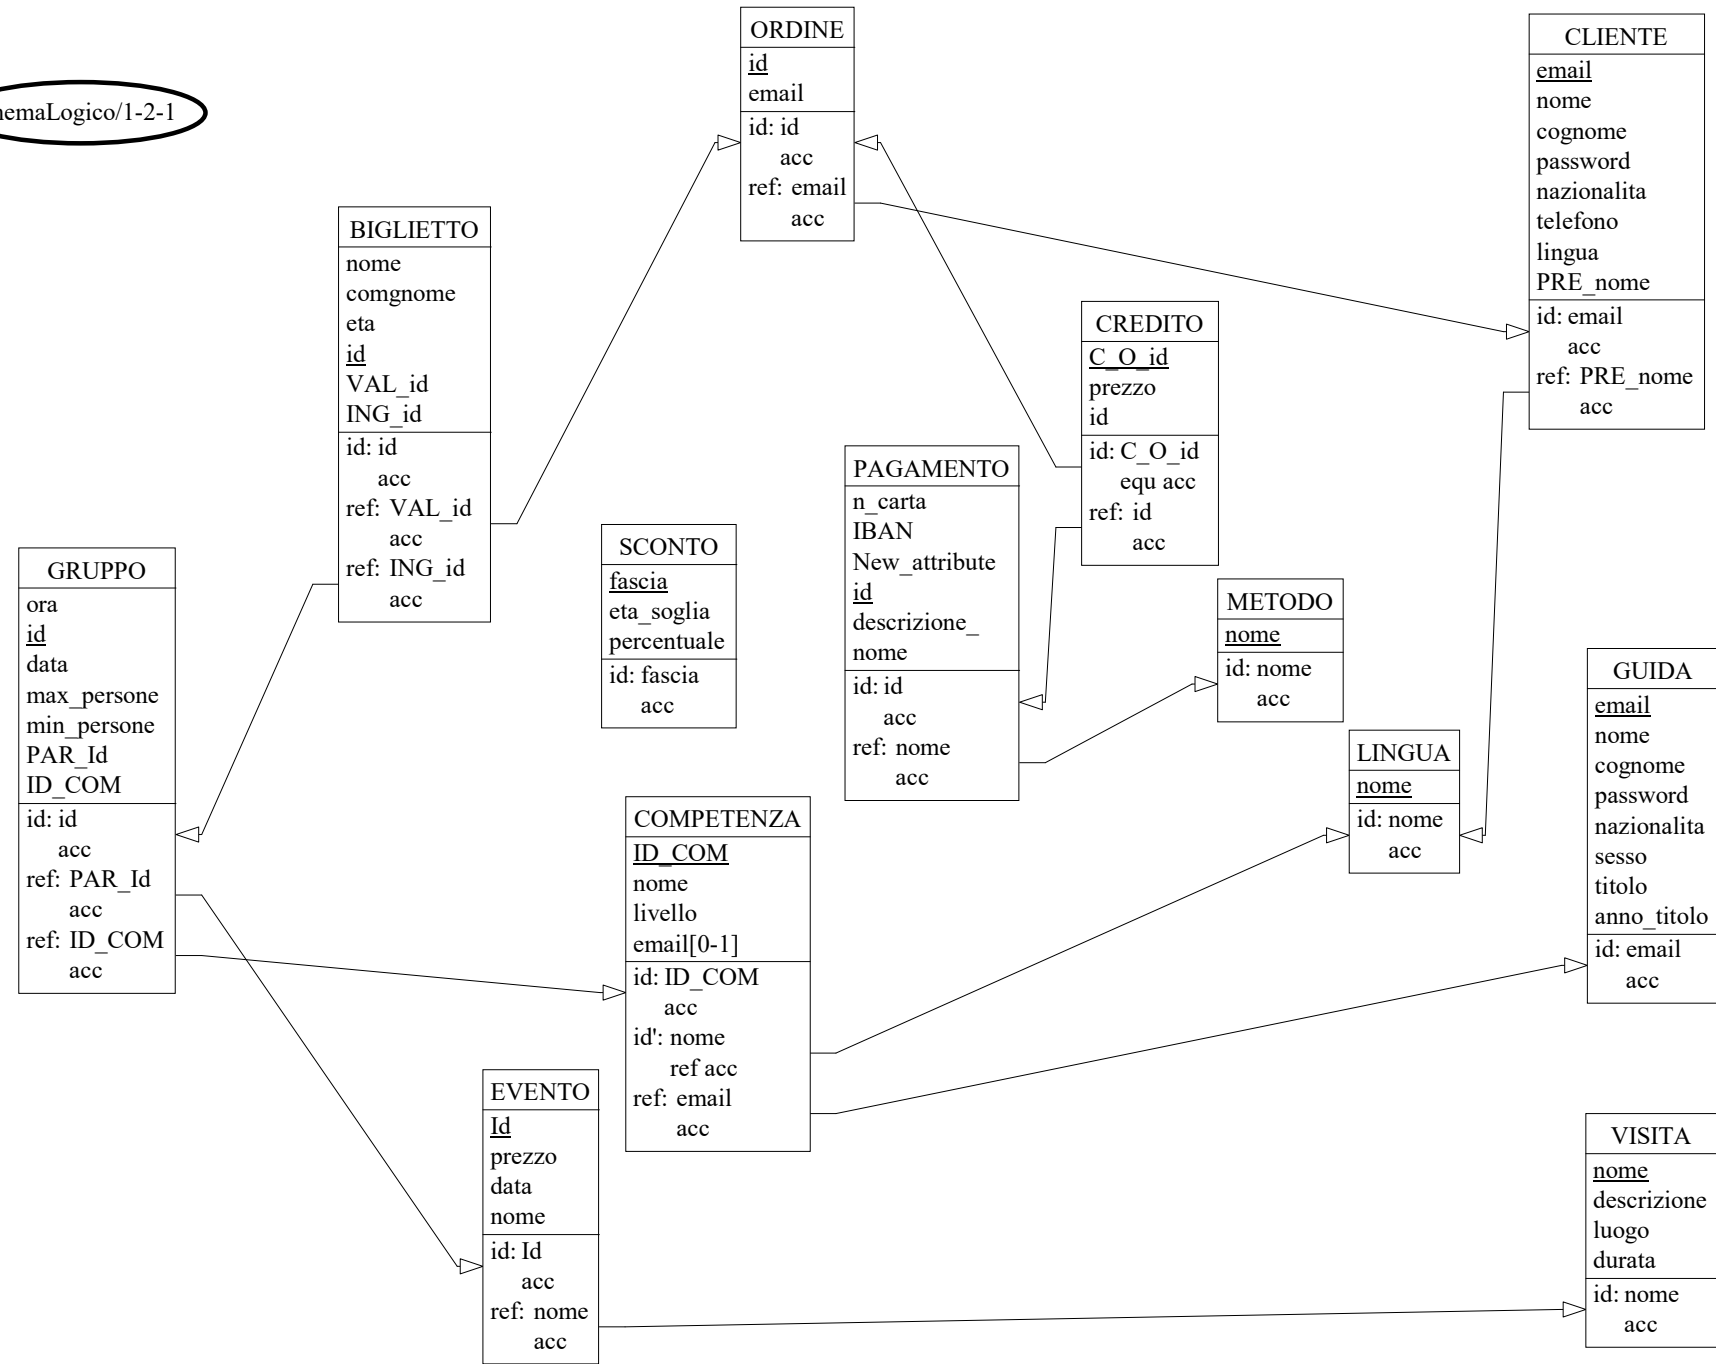 hemaLogico/1-2-1
ORDINE
id
email
id: id
acc
ref: email
acc
CLIENTE
email
nome
cognome
password
nazionalita
telefono
lingua
PRE_nome
id: email
acc
ref: PRE_nome
acc
BIGLIETTO
nome
comgnome
eta
id
VAL_id
ING_id
id: id
acc
ref: VAL_id
acc
ref: ING_id
acc
CREDITO
C_O_id
prezzo
id
id: C_O_id
equ acc
ref: id
acc
PAGAMENTO
n_carta
IBAN
New_attribute
id
descrizione_
nome
id: id
acc
ref: nome
acc
SCONTO
fascia
eta_soglia
percentuale
id: fascia
acc
GRUPPO
ora
id
data
max_persone
min_persone
PAR_Id
ID_COM
id: id
acc
ref: PAR_Id
acc
ref: ID_COM
acc
METODO
nome
id: nome
acc
LINGUA
nome
id: nome
acc
GUIDA
email
nome
cognome
password
nazionalita
sesso
titolo
anno_titolo
id: email
acc
COMPETENZA
ID_COM
nome
livello
email[0-1]
id: ID_COM
acc
id': nome
ref acc
ref: email
acc
EVENTO
Id
prezzo
data
nome
id: Id
acc
ref: nome
acc
VISITA
nome
descrizione
luogo
durata
id: nome
acc